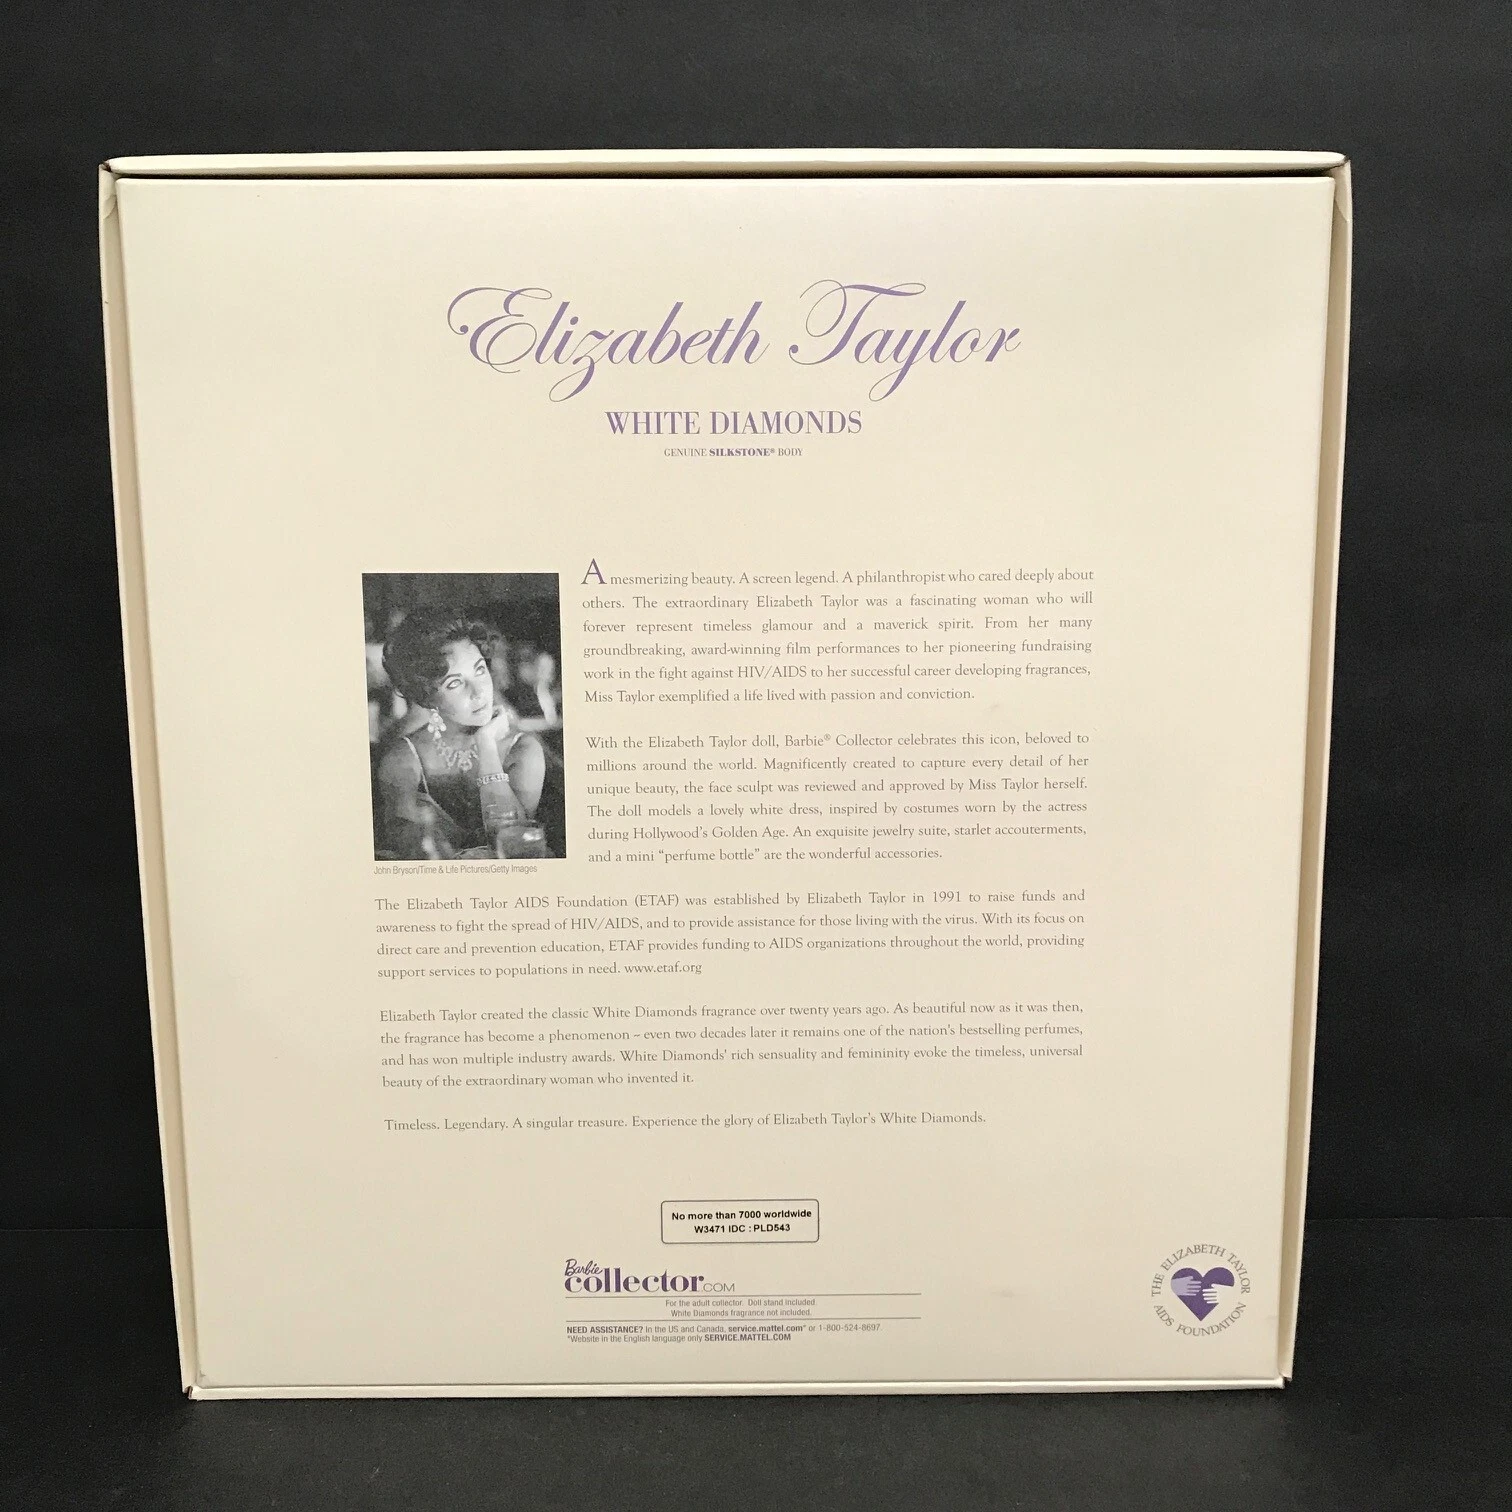 Elizabeth Taylor
WHITE DIAMONDS
GENUINE SILKSTONE® BODY
A mesmerizing beauty. A screen legend. A philanthropist who cared deeply about
others. The extraordinary Elizabeth Taylor was a fascinating woman who will
forever represent timeless glamour and a maverick spirit. From her many
groundbreaking, award-winning film performances to her pioneering fundraising
work in the fight against HIV/AIDS to her successful career developing fragrances,
Miss Taylor exemplified a life lived with passion and conviction.
With the Elizabeth Taylor doll, Barbie® Collector celebrates this icon, beloved to
millions around the world. Magnificently created to capture every detail of her
unique beauty, the face sculpt was reviewed and approved by Miss Taylor herself.
The doll models a lovely white dress, inspired by costumes worn by the actress
during Hollywood's Golden Age. An exquisite jewelry suite, starlet accouterments,
and a mini "perfume bottle" are the wonderful accessories.
John Bryson/Time & Life Pictures/Getty Images
The Elizabeth Taylor AIDS Foundation (ETAF) was established by Elizabeth Taylor in 1991 to raise funds and
awareness to fight the spread of HIV/AIDS, and to provide assistance for those living with the virus. With its focus on
direct care and prevention education, ETAF provides funding to AIDS organizations throughout the world, providing
support services to populations in need. www.etaf.org
Elizabeth Taylor created the classic White Diamonds fragrance over twenty years ago. As beautiful now as it was then,
the fragrance has become a phenomenon – even two decades later it remains one of the nation's bestselling perfumes,
and has won multiple industry awards. White Diamonds' rich sensuality and femininity evoke the timeless, universal
beauty of the extraordinary woman who invented it.
Timeless. Legendary. A singular treasure. Experience the glory of Elizabeth Taylor's White Diamonds.
No more than 7000 worldwide
W3471 IDC : PLD543
Barbie
collector.COM
For the adult collector. Doll stand included.
White Diamonds fragrance not included.
NEED ASSISTANCE? In the US and Canada, service.mattel.com* or 1-800-524-8697.
*Website in the English language only SERVICE.MATTEL.COM
THE ELIZABETH TAYLOR
AIDS FOUNDATION